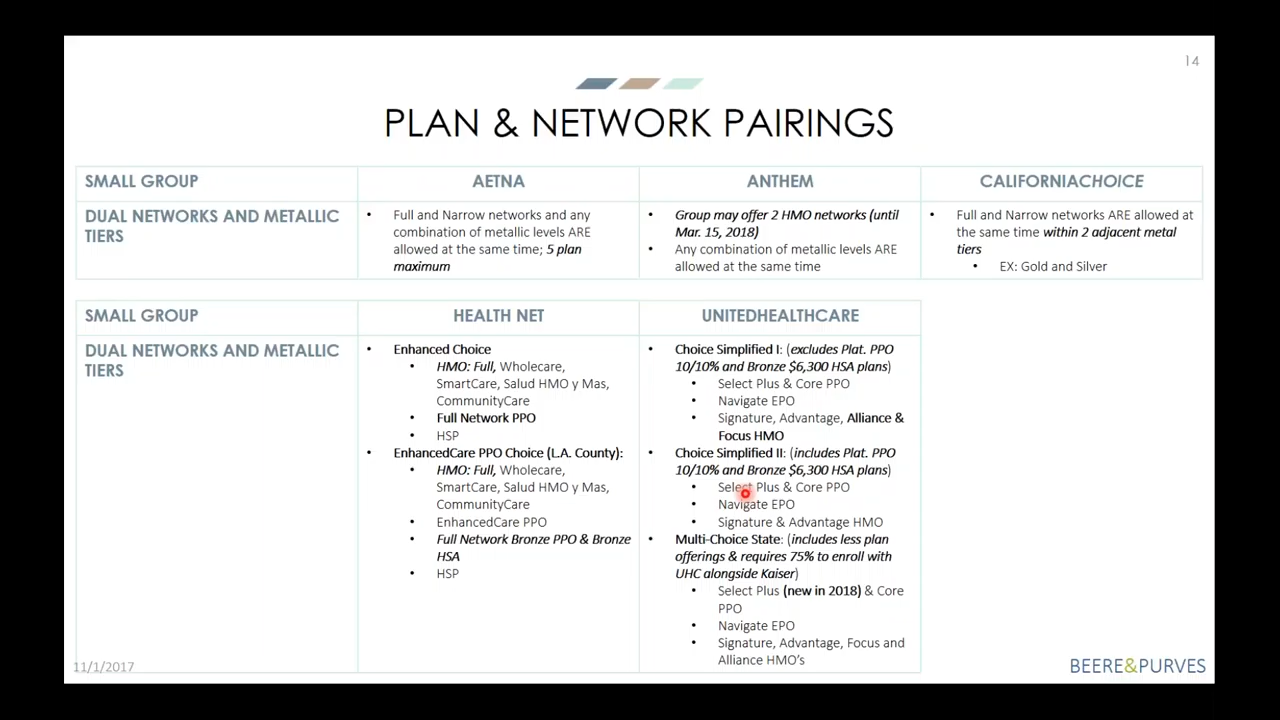 14
PLAN & NETWORK PAIRINGS
SMALL GROUP
AETNA
ANTHEM
CALIFORNIACHOICE
DUAL NETWORKS AND METALLIC
TIERS
• Full and Narrow networks and any
combination of metallic levels ARE
allowed at the same time; 5 plan
maximum
• Group may offer 2 HMO networks (until
Mar. 15, 2018)
• Any combination of metallic levels ARE
allowed at the same time
• Full and Narrow networks ARE allowed at
the same time within 2 adjacent metal
tiers
• EX: Gold and Silver
SMALL GROUP
HEALTH NET
UNITEDHEALTHCARE
DUAL NETWORKS AND METALLIC
TIERS
• Enhanced Choice
• HMO: Full, Wholecare,
SmartCare, Salud HMO y Mas,
CommunityCare
• Full Network PPO
• HSP
• EnhancedCare PPO Choice (L.A. County):
• HMO: Full, Wholecare,
SmartCare, Salud HMO y Mas,
CommunityCare
• EnhancedCare PPO
• Full Network Bronze PPO & Bronze
HSA
• HSP
• Choice Simplified I: (excludes Plat. PPO
10/10% and Bronze $6,300 HSA plans)
• Select Plus & Core PPO
• Navigate EPO
• Signature, Advantage, Alliance &
Focus HMO
• Choice Simplified II: (includes Plat. PPO
10/10% and Bronze $6,300 HSA plans)
• Select Plus & Core PPO
• Navigate EPO
• Signature & Advantage HMO
• Multi-Choice State: (includes less plan
offerings & requires 75% to enroll with
UHC alongside Kaiser)
• Select Plus (new in 2018) & Core
PPO
• Navigate EPO
• Signature, Advantage, Focus and
Alliance HMO's
11/1/2017
BEERE&PURVES